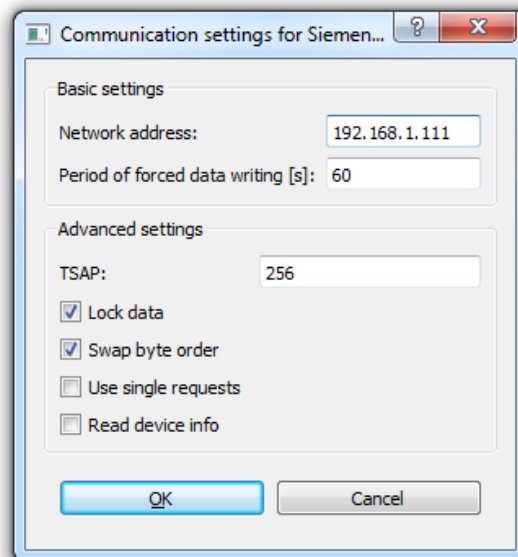 Communication settings for Siemen...
?
X
Basic settings
Network address: 192.168.1.111
Period of forced data writing [s]: 60
Advanced settings
TSAP: 256
Lock data
Swap byte order
Use single requests
Read device info
OK Cancel